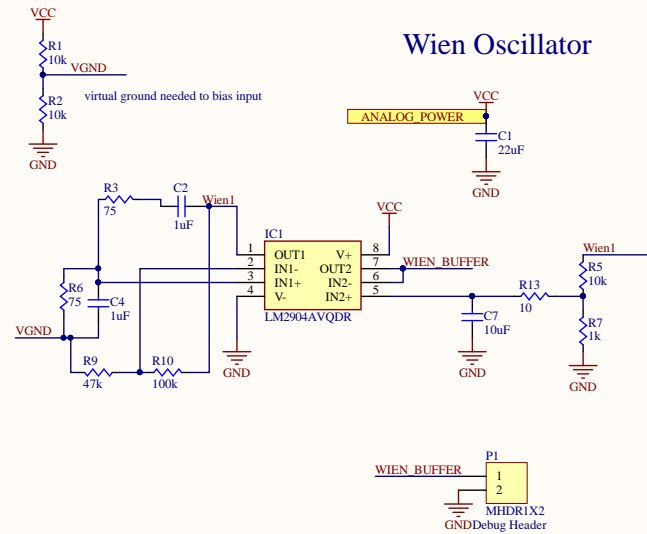 VCC
R1
10k
VGND
R2
10k
GND
virtual ground needed to bias input
Wien Oscillator
VCC
ANALOG_POWER
C1
22uF
GND
R3
75
C2
1uF
Wien1
R6
75
C4
1uF
VGND
R9
47k
R10
100k
GND
IC1
1 OUT1 V+ 8
2 IN1- OUT2 7
3 IN1+ IN2- 6
4 V- IN2+ 5
LM2904AVQDR
VCC
WIEN_BUFFER
C7
10uF
GND
R13
10
Wien1
R5
10k
R7
1k
GND
P1
WIEN_BUFFER
1
2
MHDR1X2
GND Debug Header